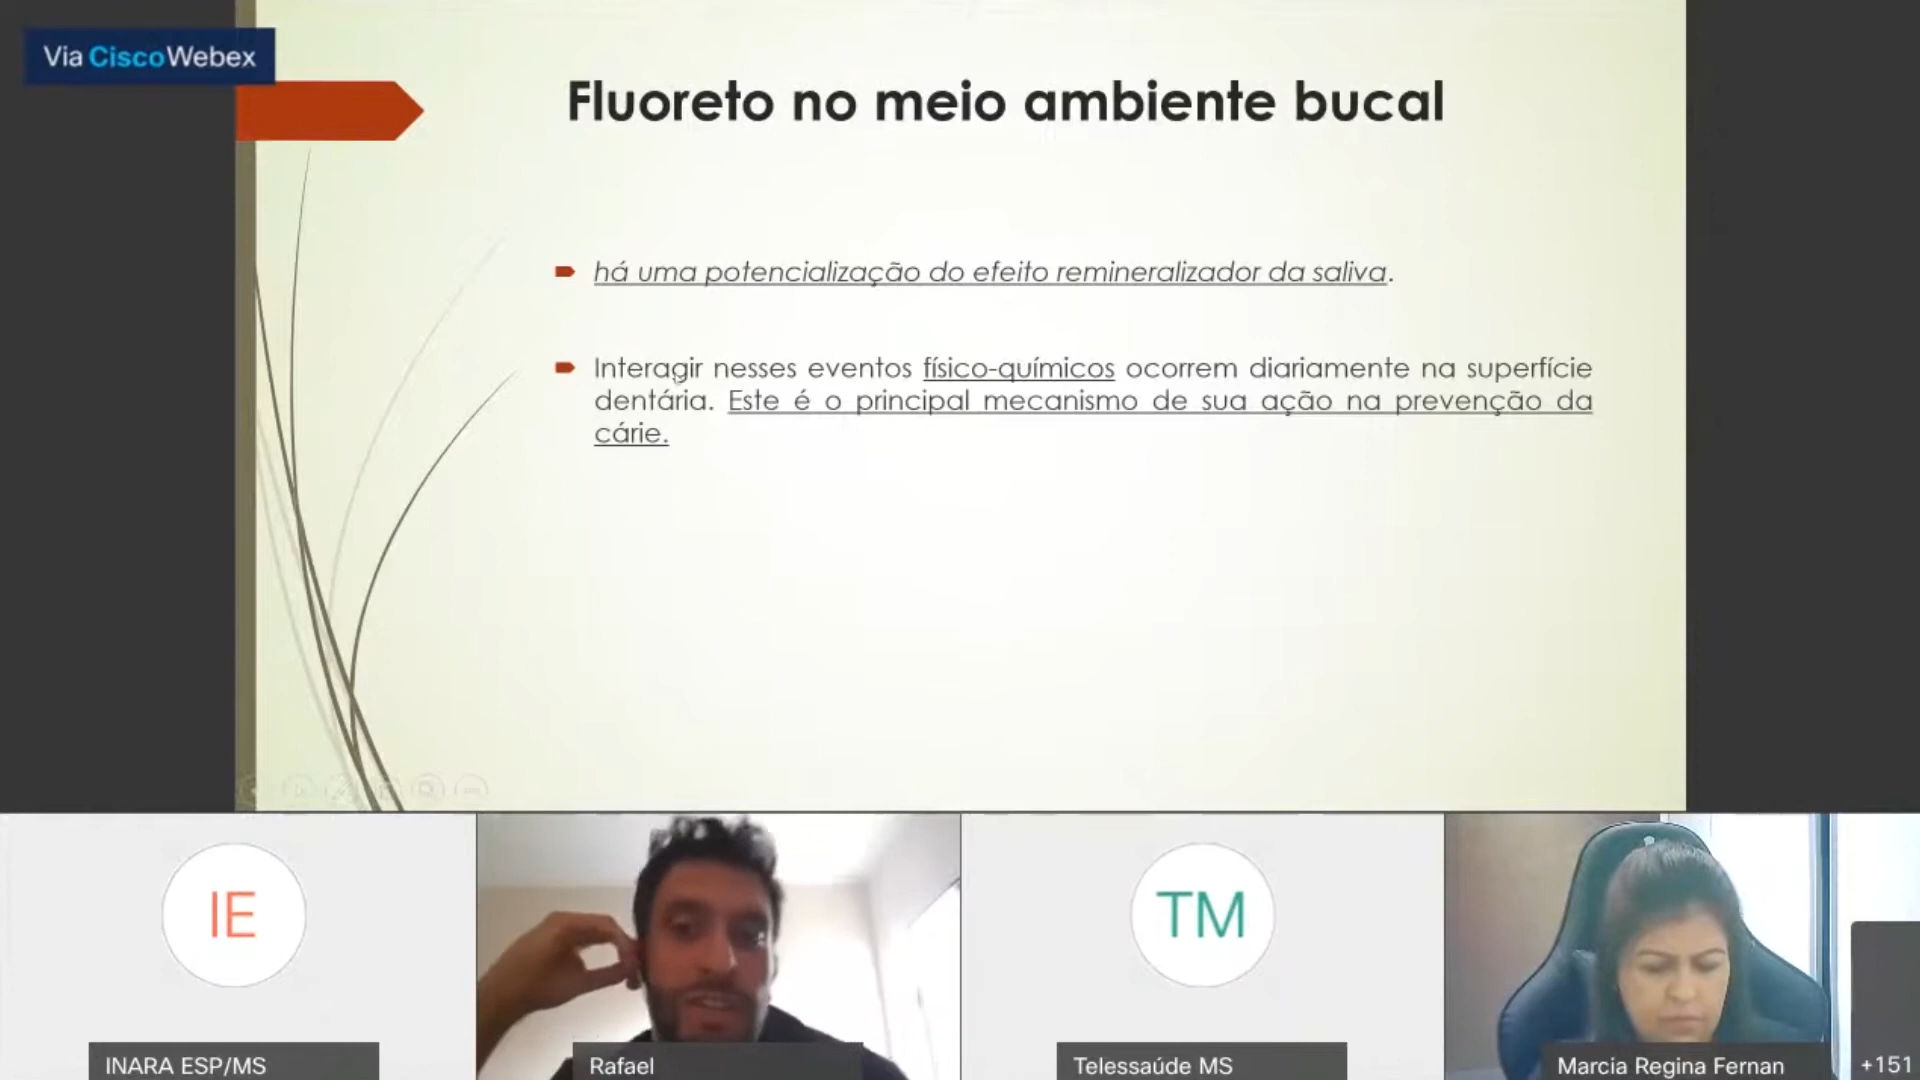 Via CiscoWebex
Fluoreto no meio ambiente bucal
há uma potencialização do efeito remineralizador da saliva.
Interagir nesses eventos físico-químicos ocorrem diariamente na superfície
dentária. Este é o principal mecanismo de sua ação na prevenção da
cárie.
IE
TM
INARA ESP/MS
Rafael
Telessaúde MS
Marcia Regina Fernan
+151